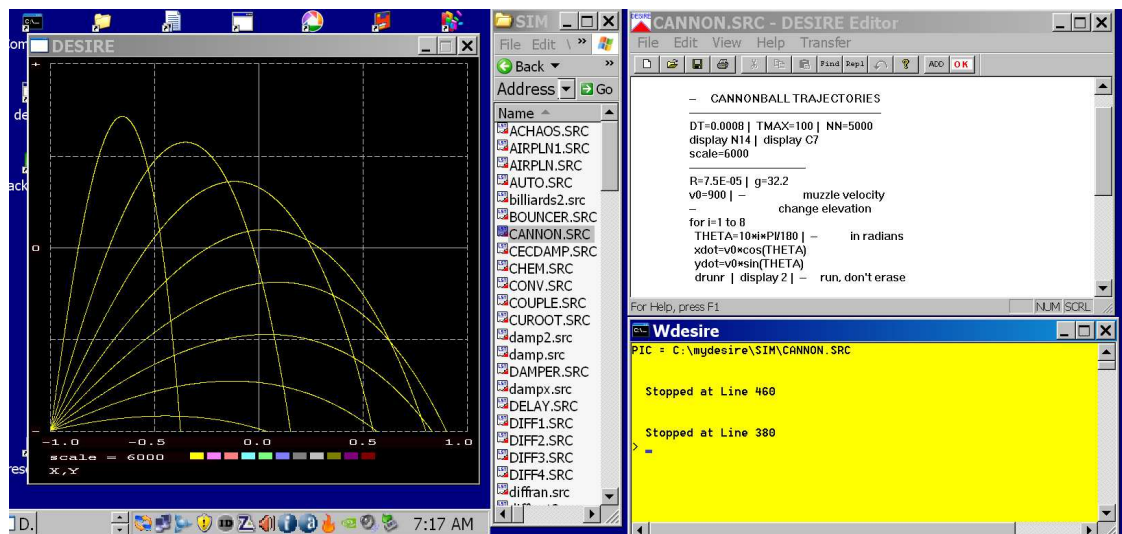 DESIRE
+
0
−
-1.0 -0.5 0.0 0.5 1.0
scale = 6000
X,Y
D.
7:17 AM
SIM
File Edit \ »
Back »
Address Go
Name
ACHAOS.SRC
AIRPLN1.SRC
AIRPLN.SRC
AUTO.SRC
billiards2.src
BOUNCER.SRC
CANNON.SRC
CECDAMP.SRC
CHEM.SRC
CONV.SRC
COUPLE.SRC
CUROOT.SRC
damp2.src
damp.src
DAMPER.SRC
dampx.src
DELAY.SRC
DIFF1.SRC
DIFF2.SRC
DIFF3.SRC
DIFF4.SRC
diffran.src
CANNON.SRC - DESIRE Editor
File Edit View Help Transfer
Find Repl ? ADD OK
– CANNONBALL TRAJECTORIES
DT=0.0008 | TMAX=100 | NN=5000
display N14 | display C7
scale=6000
R=7.5E-05 | g=32.2
v0=900 | – muzzle velocity
– change elevation
for i=1 to 8
THETA=10*i*PI/180 | – in radians
xdot=v0*cos(THETA)
ydot=v0*sin(THETA)
drunr | display 2 | – run, don't erase
For Help, press F1 NUM SCRL
Wdesire
PIC = C:\mydesire\SIM\CANNON.SRC
Stopped at Line 460
Stopped at Line 380
>